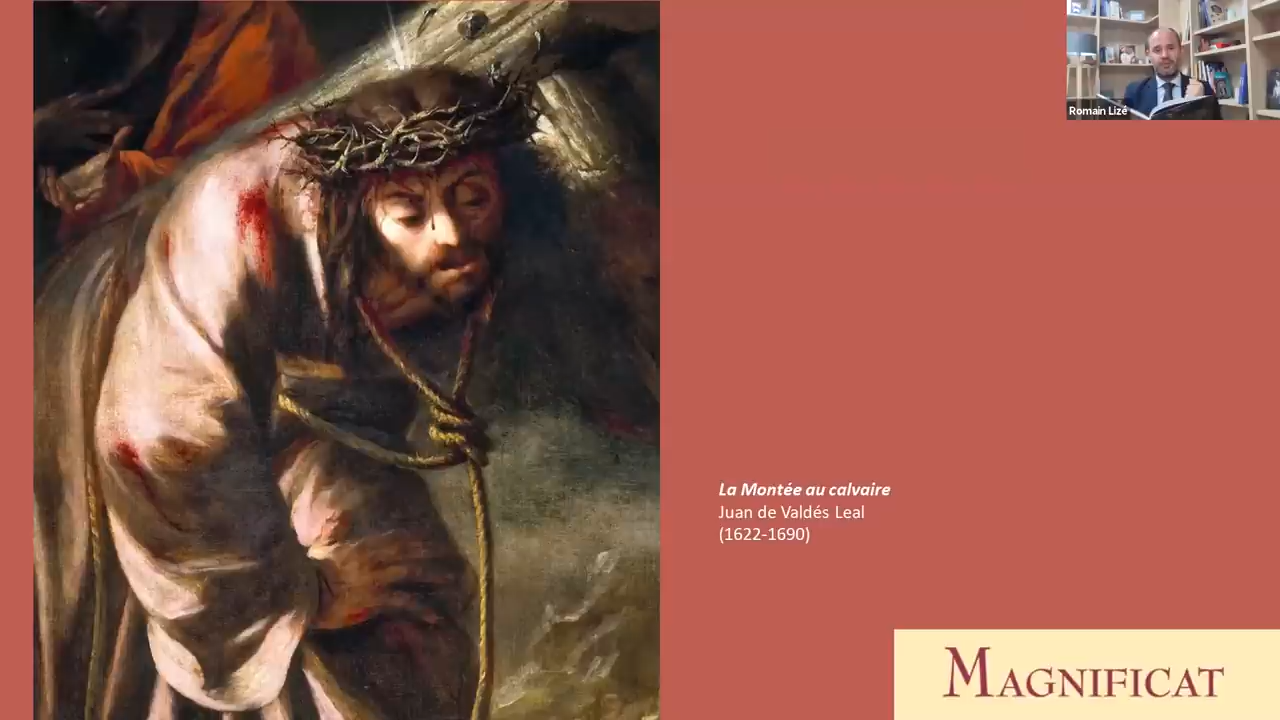 Romain Lizé
La Montée au calvaire
Juan de Valdés Leal
(1622-1690)
MAGNIFICAT